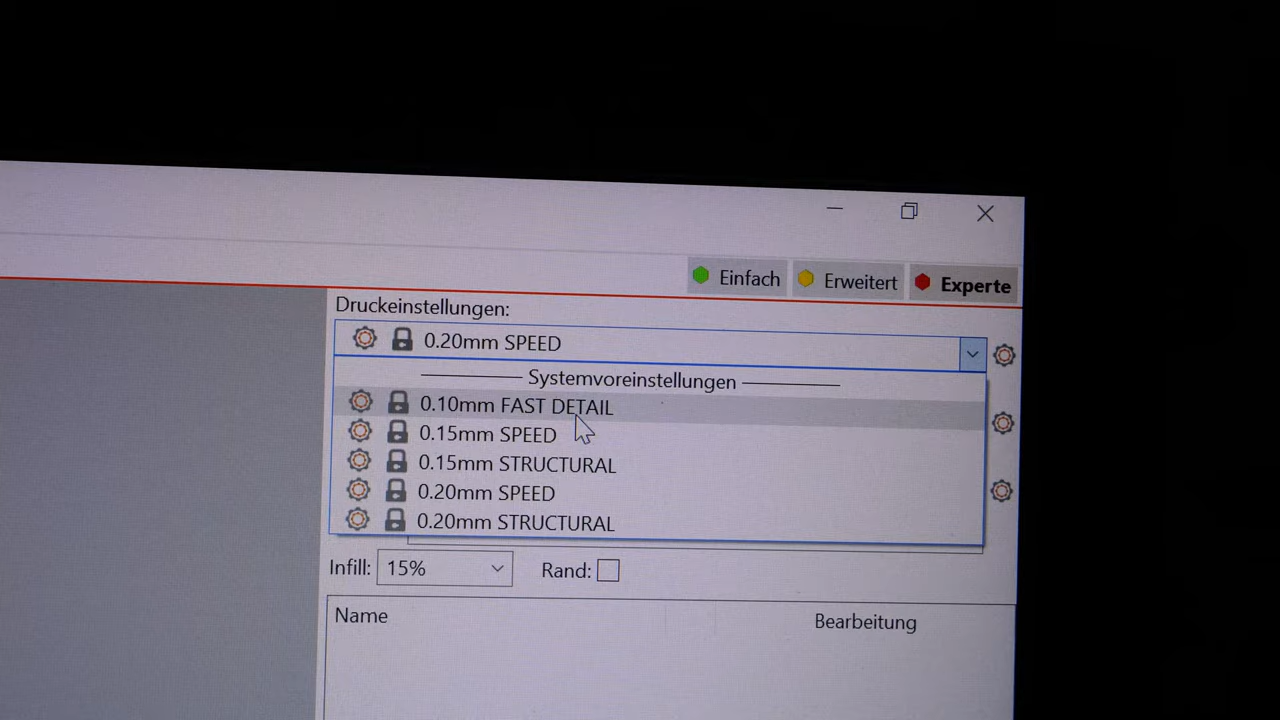 Einfach Erweitert Experte
Druckeinstellungen:
0.20mm SPEED
Systemvoreinstellungen
0.10mm FAST DETAIL
0.15mm SPEED
0.15mm STRUCTURAL
0.20mm SPEED
0.20mm STRUCTURAL
Infill: 15% Rand:
Name Bearbeitung